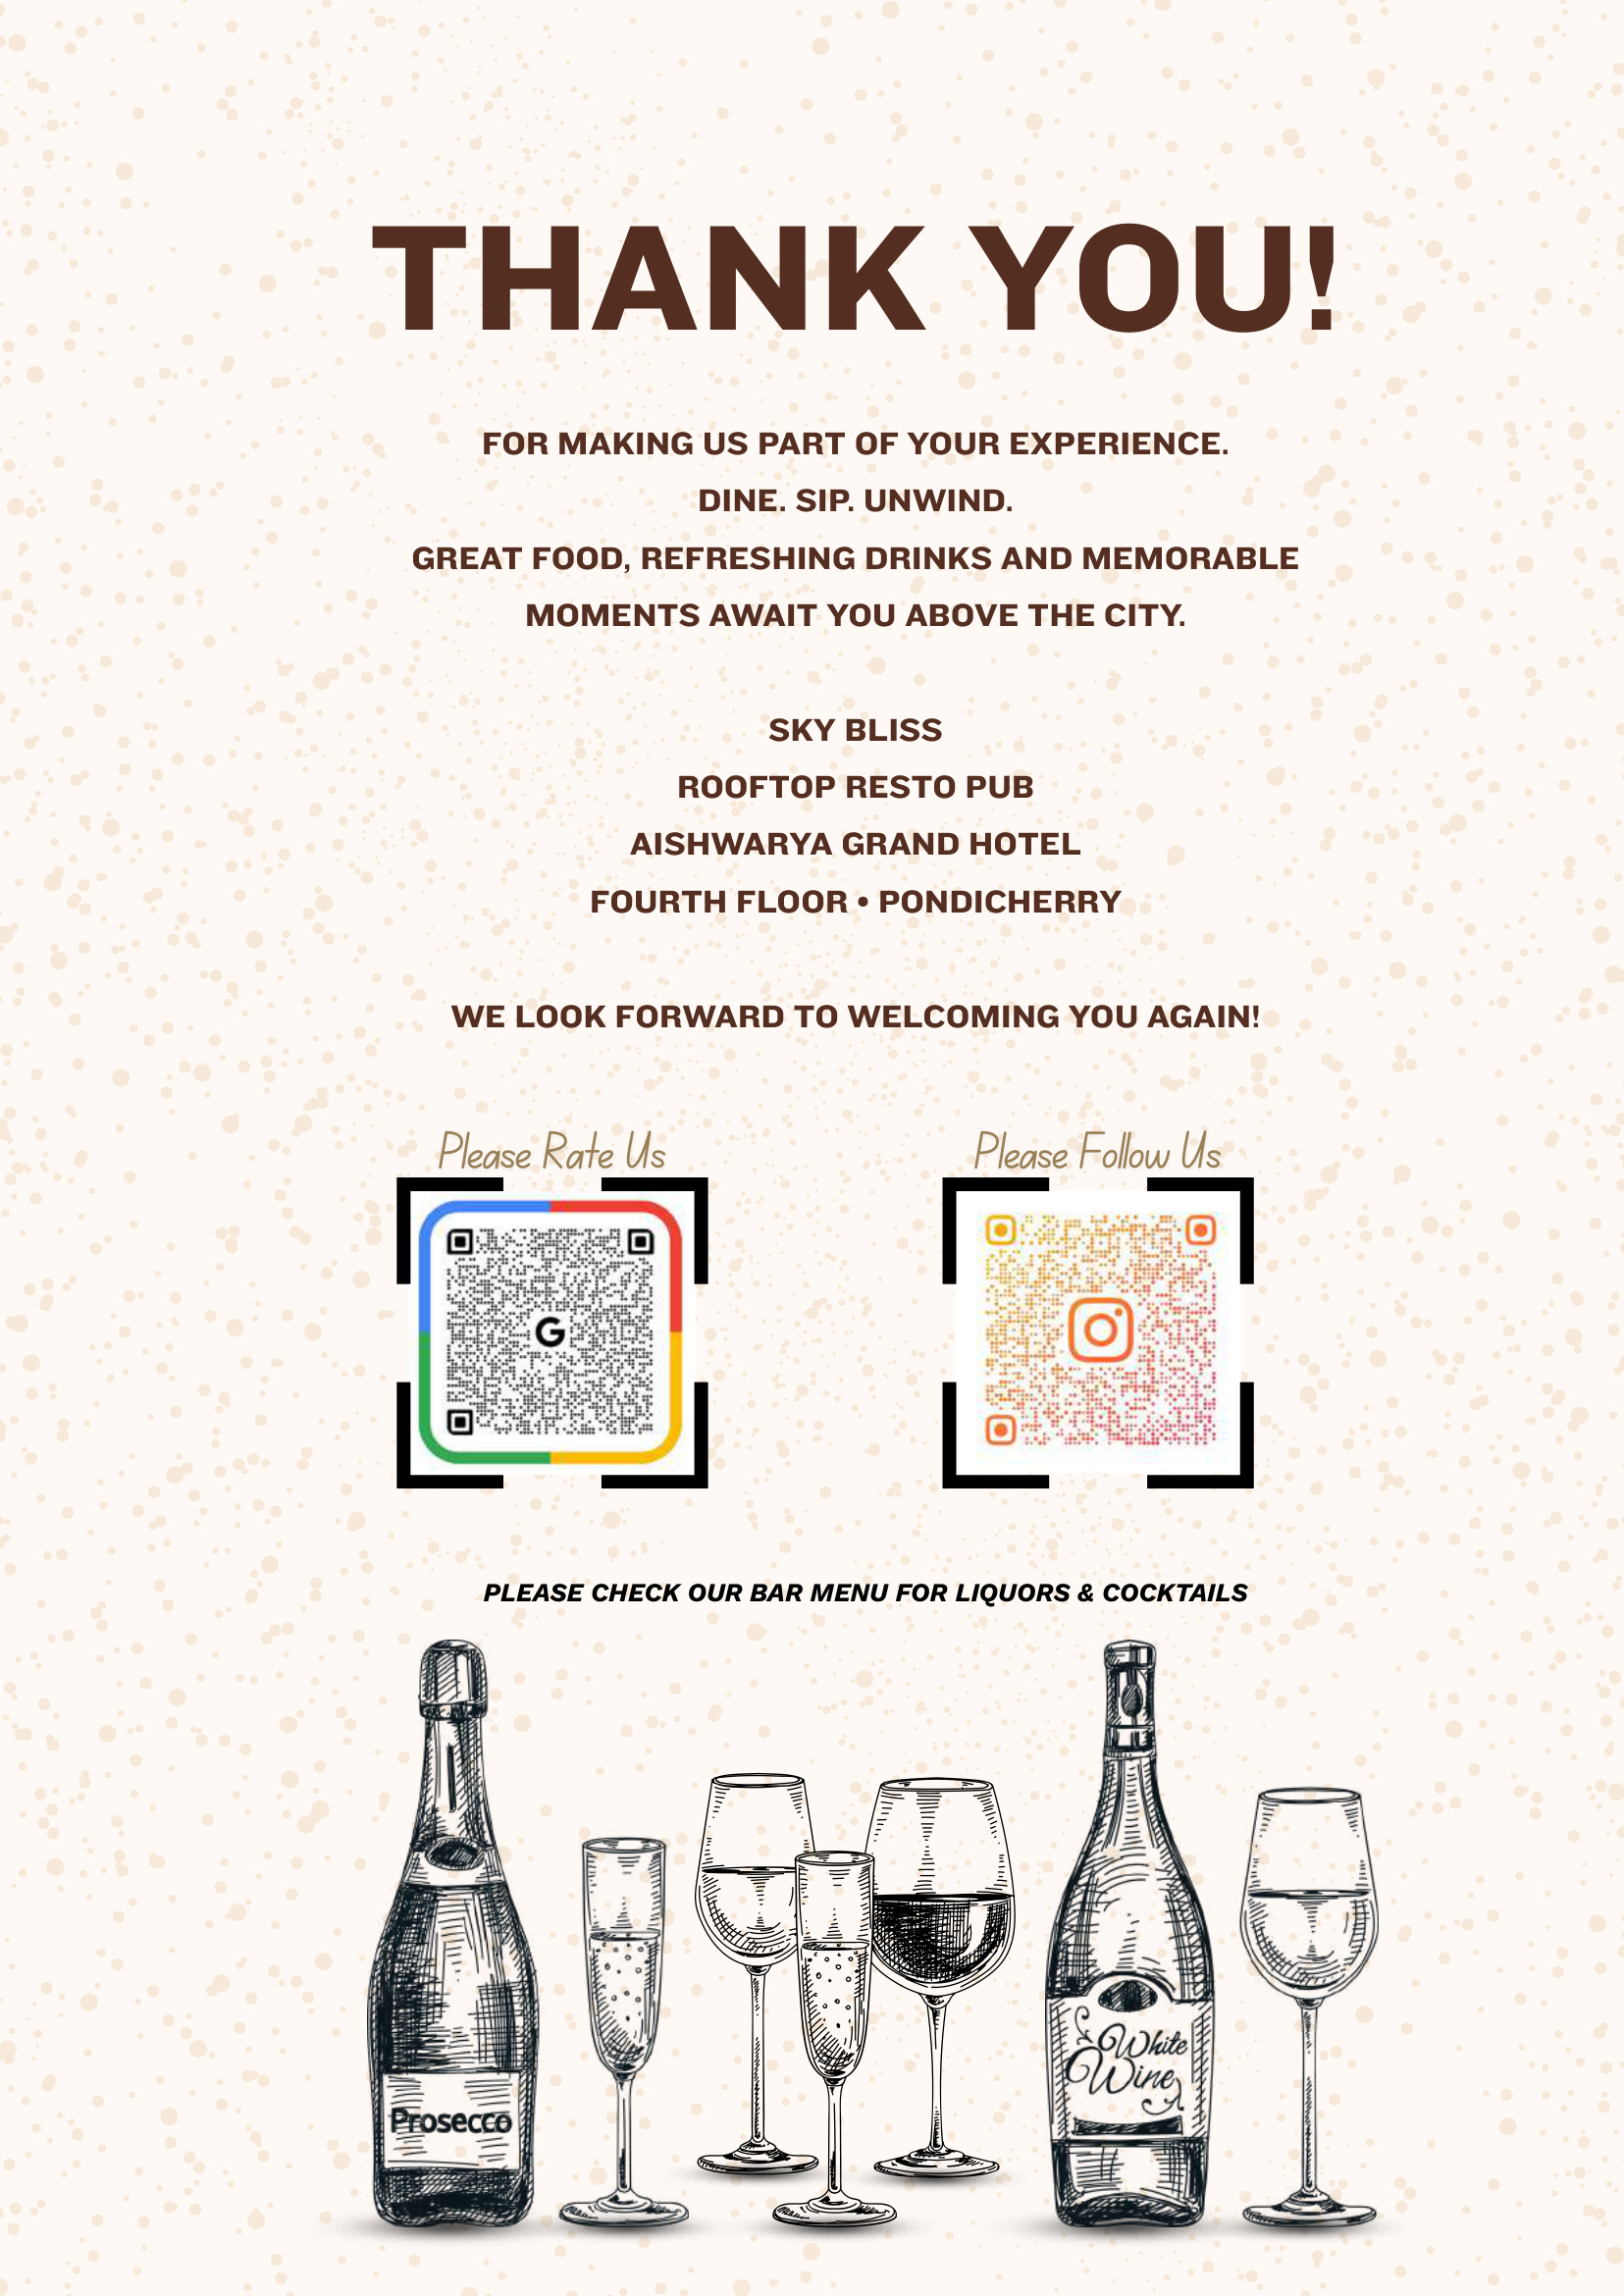 THANK YOU!
FOR MAKING US PART OF YOUR EXPERIENCE.
DINE. SIP. UNWIND.
GREAT FOOD, REFRESHING DRINKS AND MEMORABLE
MOMENTS AWAIT YOU ABOVE THE CITY.
SKY BLISS
ROOFTOP RESTO PUB
AISHWARYA GRAND HOTEL
FOURTH FLOOR • PONDICHERRY
WE LOOK FORWARD TO WELCOMING YOU AGAIN!
Please Rate Us
Please Follow Us
G
PLEASE CHECK OUR BAR MENU FOR LIQUORS & COCKTAILS
Prosecco
White
Wine